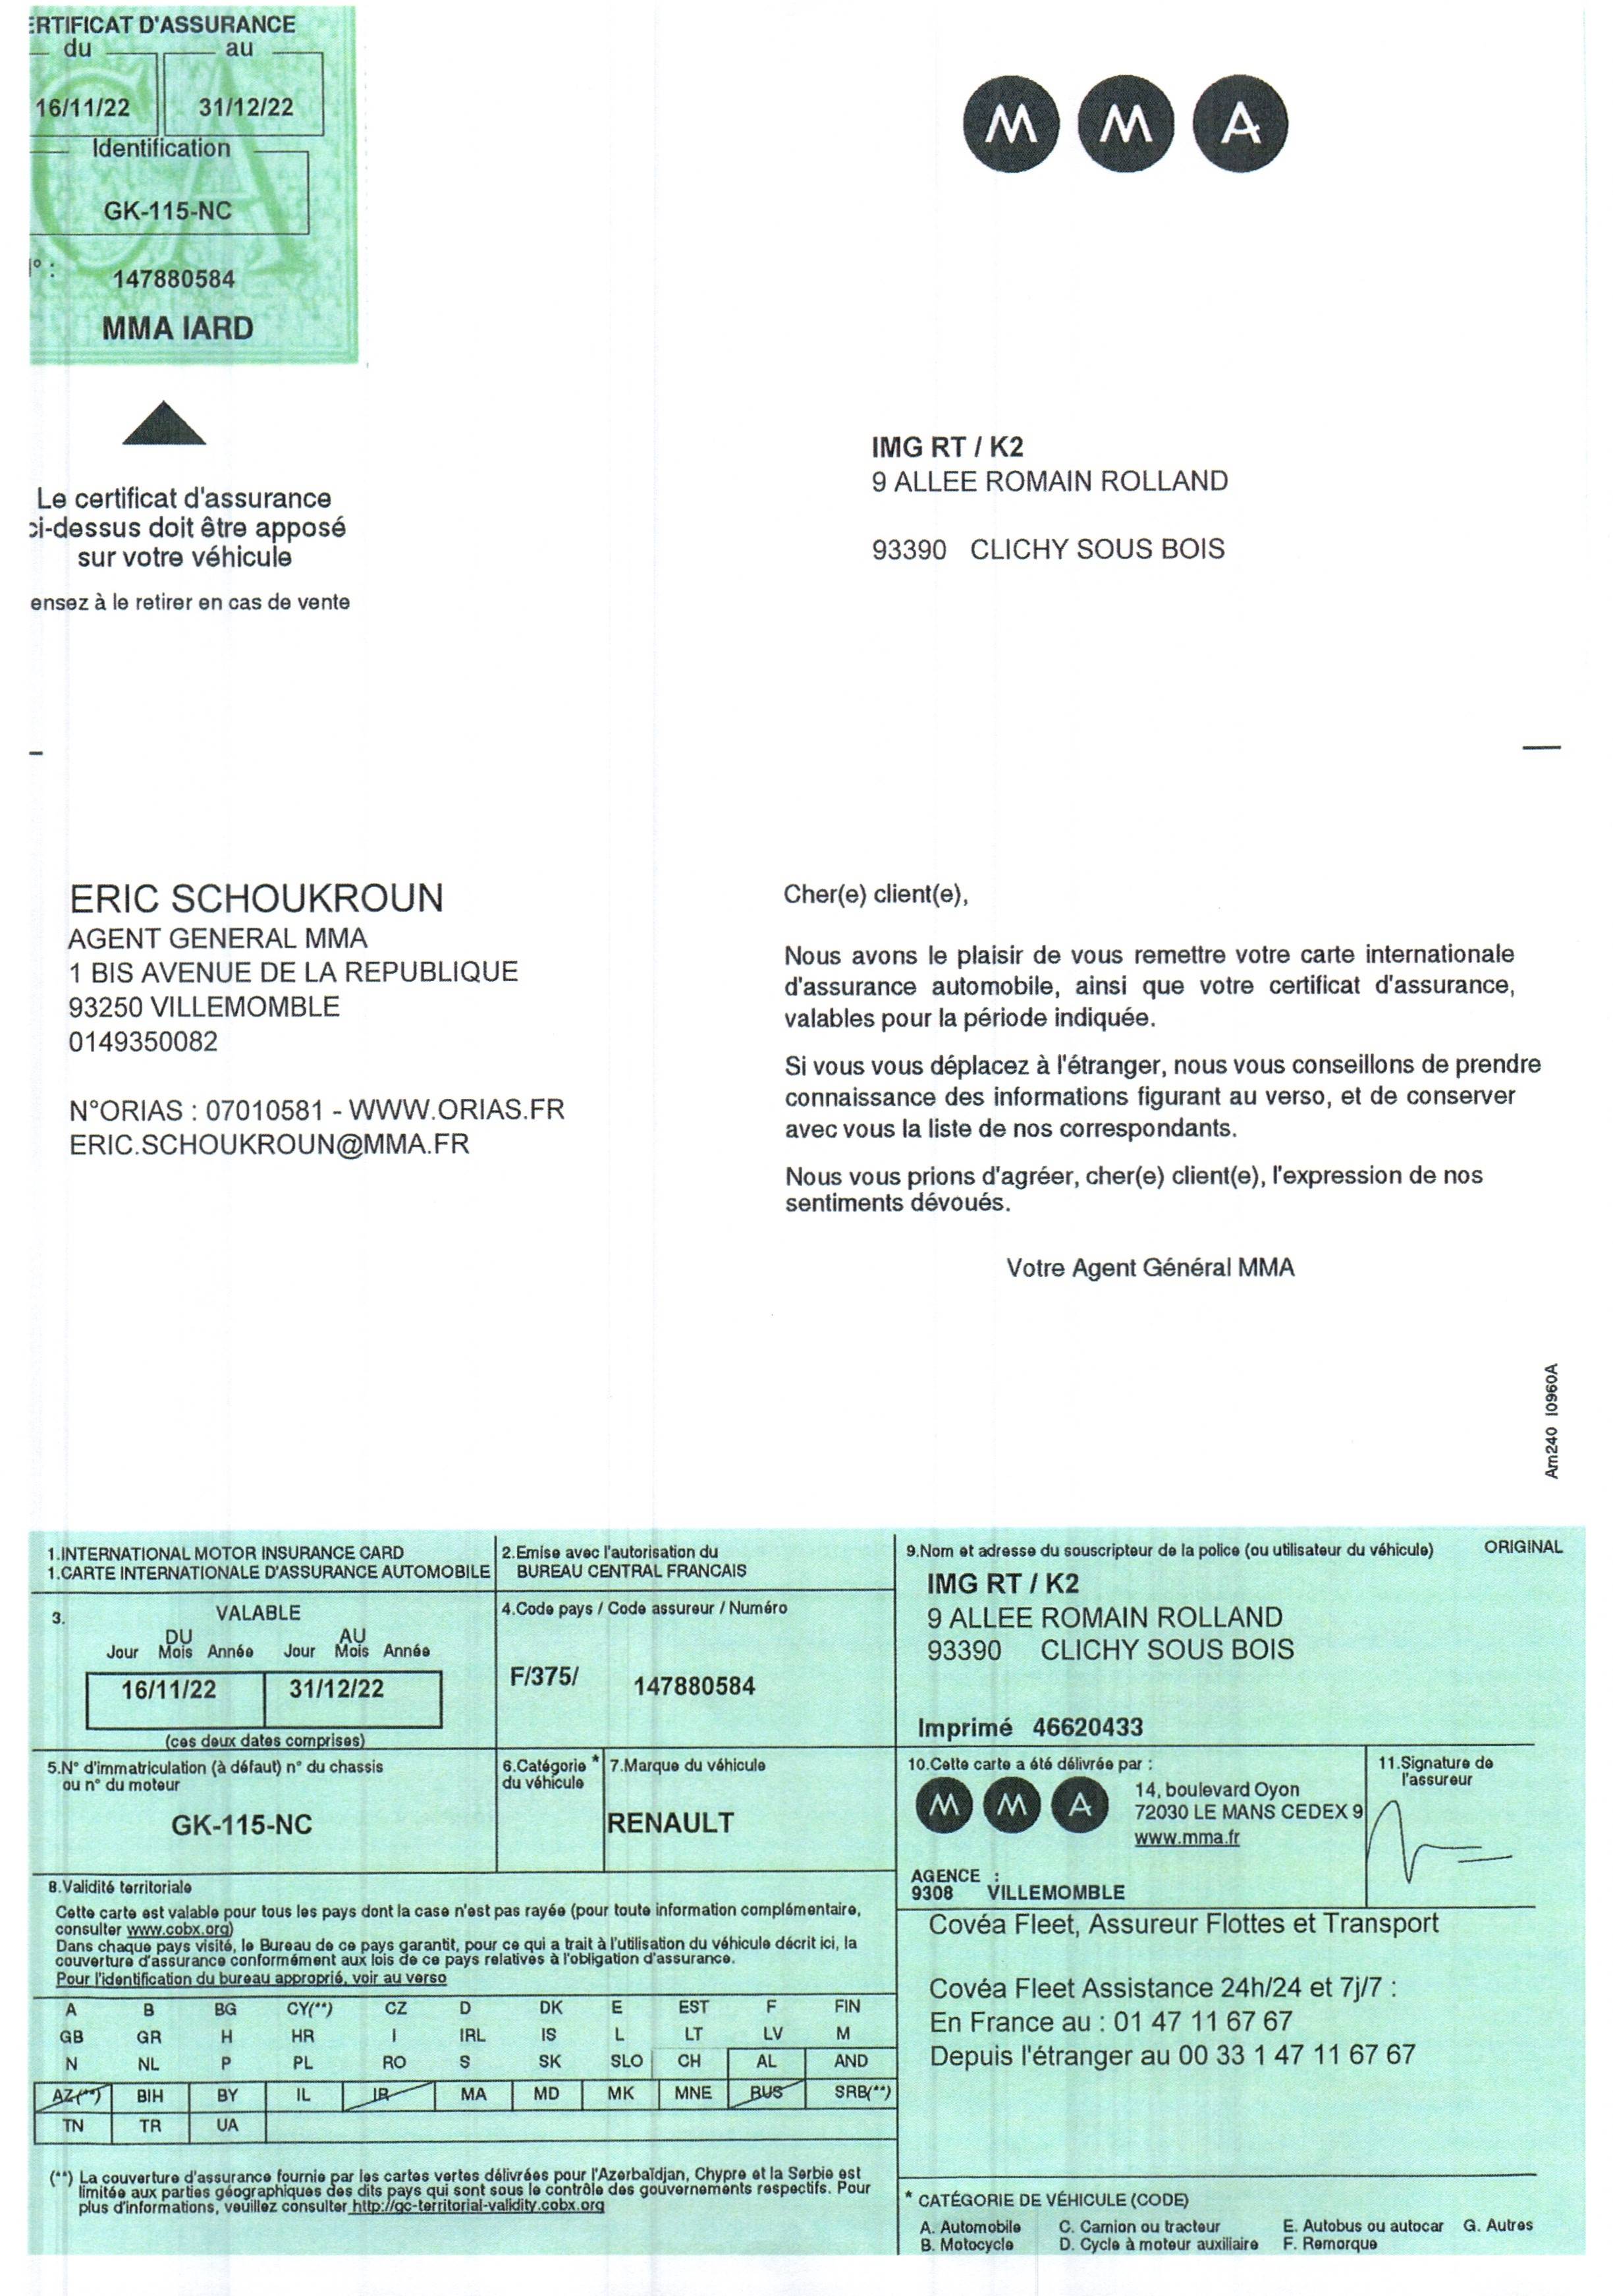 ERTIFICAT D'ASSURANCE
du au
16/11/22 31/12/22
Identification
GK-115-NC
N° : 147880584
MMA IARD
M M A
Le certificat d'assurance
ci-dessus doit être apposé
sur votre véhicule
ensez à le retirer en cas de vente
IMG RT / K2
9 ALLEE ROMAIN ROLLAND
93390 CLICHY SOUS BOIS
ERIC SCHOUKROUN
AGENT GENERAL MMA
1 BIS AVENUE DE LA REPUBLIQUE
93250 VILLEMOMBLE
0149350082
N°ORIAS : 07010581 - WWW.ORIAS.FR
ERIC.SCHOUKROUN@MMA.FR
Cher(e) client(e),
Nous avons le plaisir de vous remettre votre carte internationale
d'assurance automobile, ainsi que votre certificat d'assurance,
valables pour la période indiquée.
Si vous vous déplacez à l'étranger, nous vous conseillons de prendre
connaissance des informations figurant au verso, et de conserver
avec vous la liste de nos correspondants.
Nous vous prions d'agréer, cher(e) client(e), l'expression de nos
sentiments dévoués.
Votre Agent Général MMA
Am240 I0960A
1.INTERNATIONAL MOTOR INSURANCE CARD
1.CARTE INTERNATIONALE D'ASSURANCE AUTOMOBILE
2.Emise avec l'autorisation du
BUREAU CENTRAL FRANCAIS
3. VALABLE
DU AU
Jour Mois Année Jour Mois Année
16/11/22 31/12/22
(ces deux dates comprises)
4.Code pays / Code assureur / Numéro
F/375/ 147880584
5.N° d'immatriculation (à défaut) n° du chassis
ou n° du moteur
GK-115-NC
6.Catégorie *
du véhicule
7.Marque du véhicule
RENAULT
8.Validité territoriale
Cette carte est valable pour tous les pays dont la case n'est pas rayée (pour toute information complémentaire,
consulter www.cobx.org)
Dans chaque pays visité, le Bureau de ce pays garantit, pour ce qui a trait à l'utilisation du véhicule décrit ici, la
couverture d'assurance conformément aux lois de ce pays relatives à l'obligation d'assurance.
Pour l'identification du bureau approprié, voir au verso
A B BG CY(**) CZ D DK E EST F FIN
GB GR H HR I IRL IS L LT LV M
N NL P PL RO S SK SLO CH AL AND
AZ(**) BIH BY IL IR MA MD MK MNE RUS SRB(**)
TN TR UA
(**) La couverture d'assurance fournie par les cartes vertes délivrées pour l'Azerbaïdjan, Chypre et la Serbie est
limitée aux parties géographiques des dits pays qui sont sous le contrôle des gouvernements respectifs. Pour
plus d'informations, veuillez consulter http://gc-territorial-validity.cobx.org
9.Nom et adresse du souscripteur de la police (ou utilisateur du véhicule) ORIGINAL
IMG RT / K2
9 ALLEE ROMAIN ROLLAND
93390 CLICHY SOUS BOIS
Imprimé 46620433
10.Cette carte a été délivrée par :
M M A
14, boulevard Oyon
72030 LE MANS CEDEX 9
www.mma.fr
AGENCE :
9308 VILLEMOMBLE
11.Signature de
l'assureur
Covéa Fleet, Assureur Flottes et Transport
Covéa Fleet Assistance 24h/24 et 7j/7 :
En France au : 01 47 11 67 67
Depuis l'étranger au 00 33 1 47 11 67 67
* CATÉGORIE DE VÉHICULE (CODE)
A. Automobile C. Camion ou tracteur E. Autobus ou autocar G. Autres
B. Motocycle D. Cycle à moteur auxiliaire F. Remorque